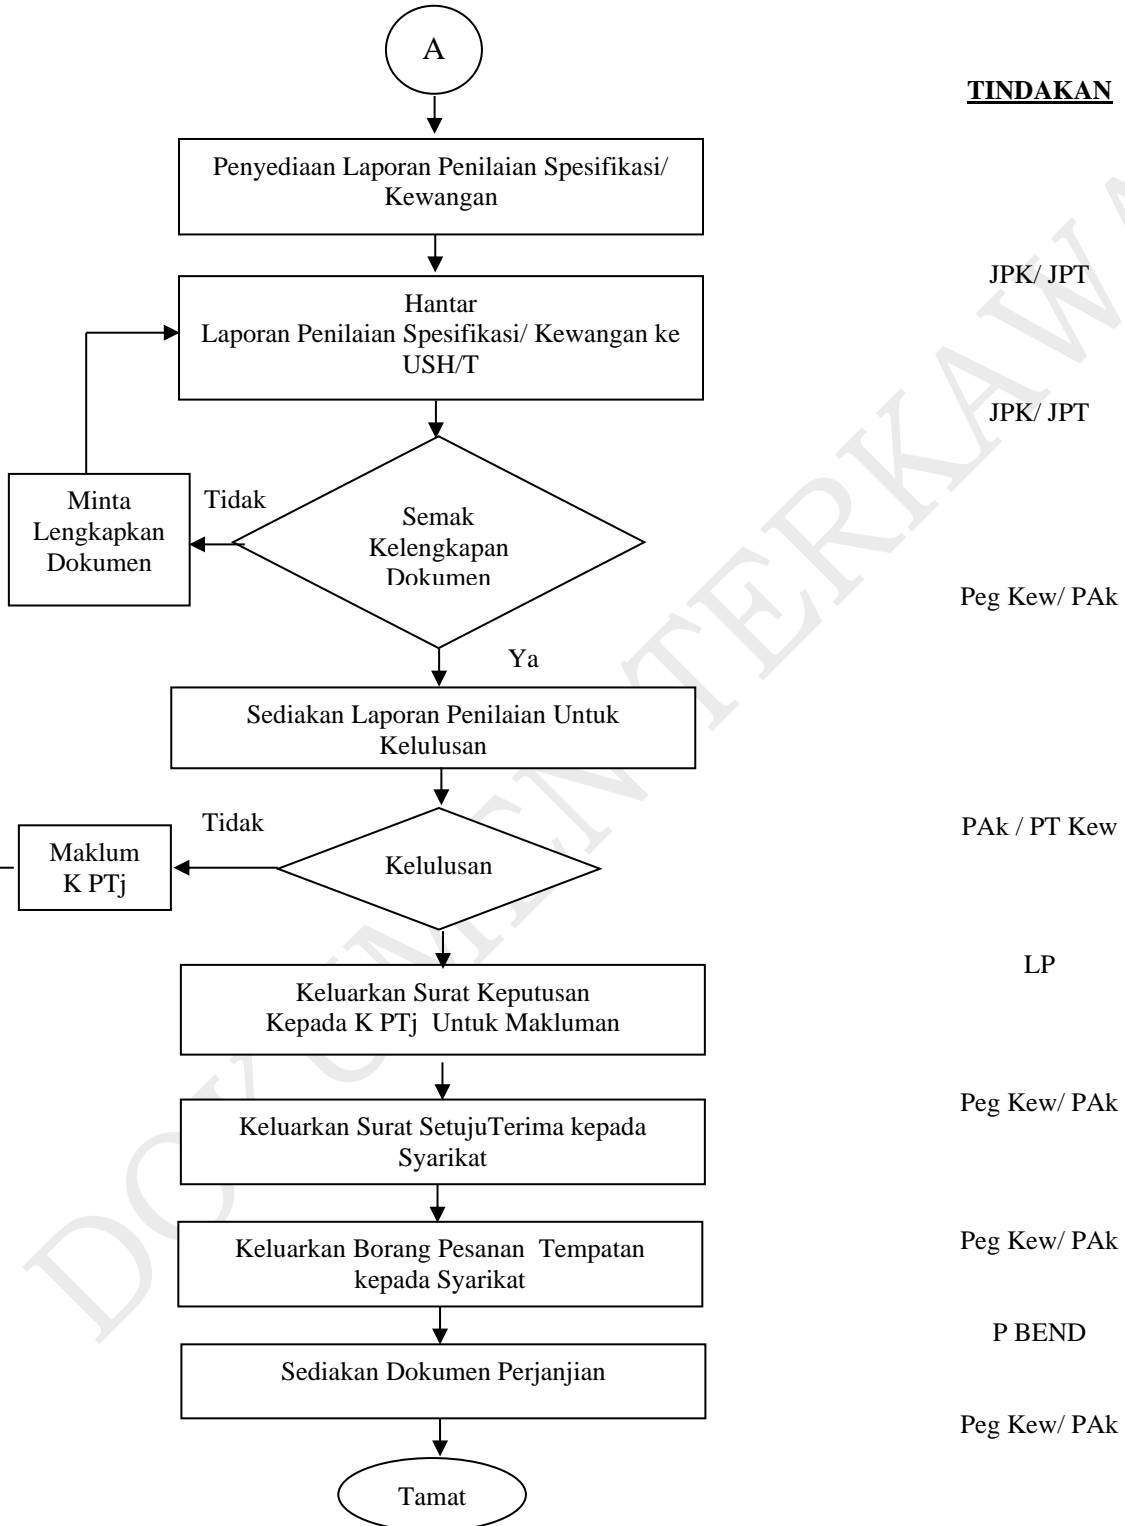 A
TINDAKAN
Penyediaan Laporan Penilaian Spesifikasi/
Kewangan
JPK/ JPT
Hantar
Laporan Penilaian Spesifikasi/ Kewangan ke
USH/T
JPK/ JPT
Minta
Lengkapkan
Dokumen
Tidak
Semak
Kelengkapan
Dokumen
Peg Kew/ PAk
Ya
Sediakan Laporan Penilaian Untuk
Kelulusan
PAk / PT Kew
Tidak
Maklum
K PTj
Kelulusan
LP
Keluarkan Surat Keputusan
Kepada K PTj  Untuk Makluman
Peg Kew/ PAk
Keluarkan Surat SetujuTerima kepada
Syarikat
Peg Kew/ PAk
Keluarkan Borang Pesanan  Tempatan
kepada Syarikat
P BEND
Sediakan Dokumen Perjanjian
Peg Kew/ PAk
Tamat
DOKUMEN TERKAWA